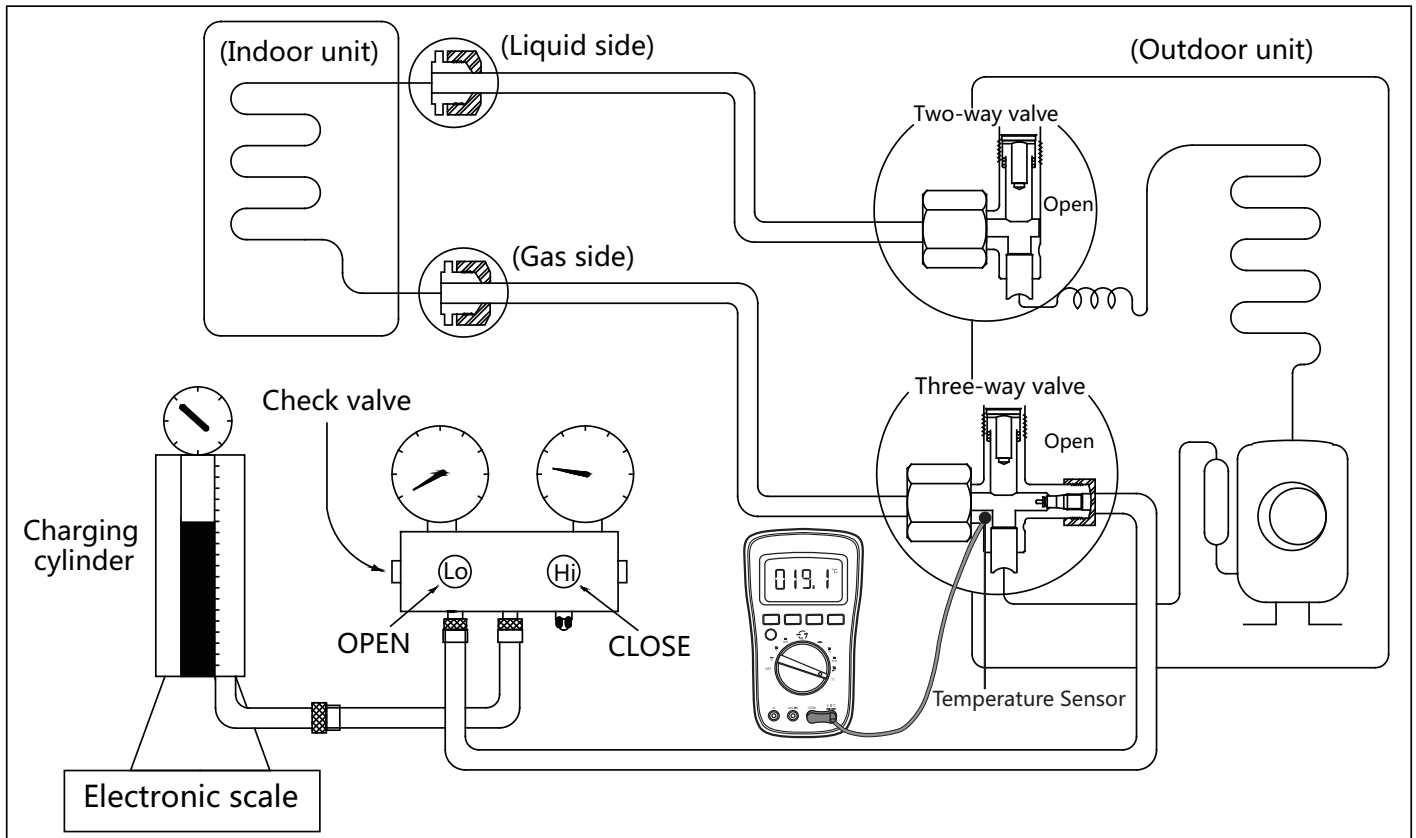 (Indoor unit)
(Liquid side)
(Outdoor unit)
Two-way valve
Open
(Gas side)
Three-way valve
Open
Check valve
Charging
cylinder
Lo
Hi
OPEN
CLOSE
019.1 °C
Temperature Sensor
Electronic scale